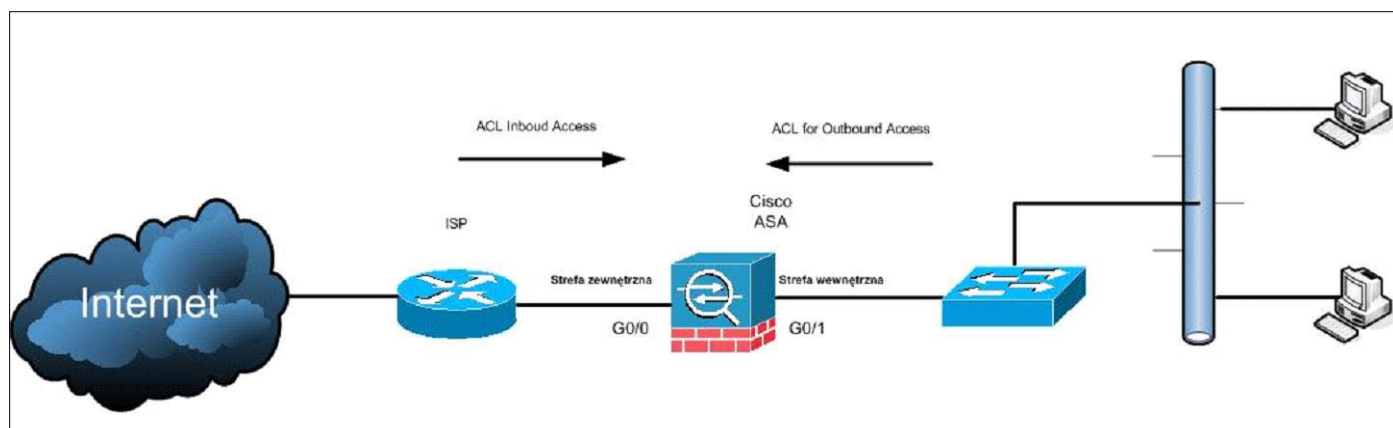 ACL Inboud Access
ACL for Outbound Access
Cisco
ASA
ISP
Strefa zewnętrzna
Strefa wewnętrzna
Internet
G0/0
G0/1